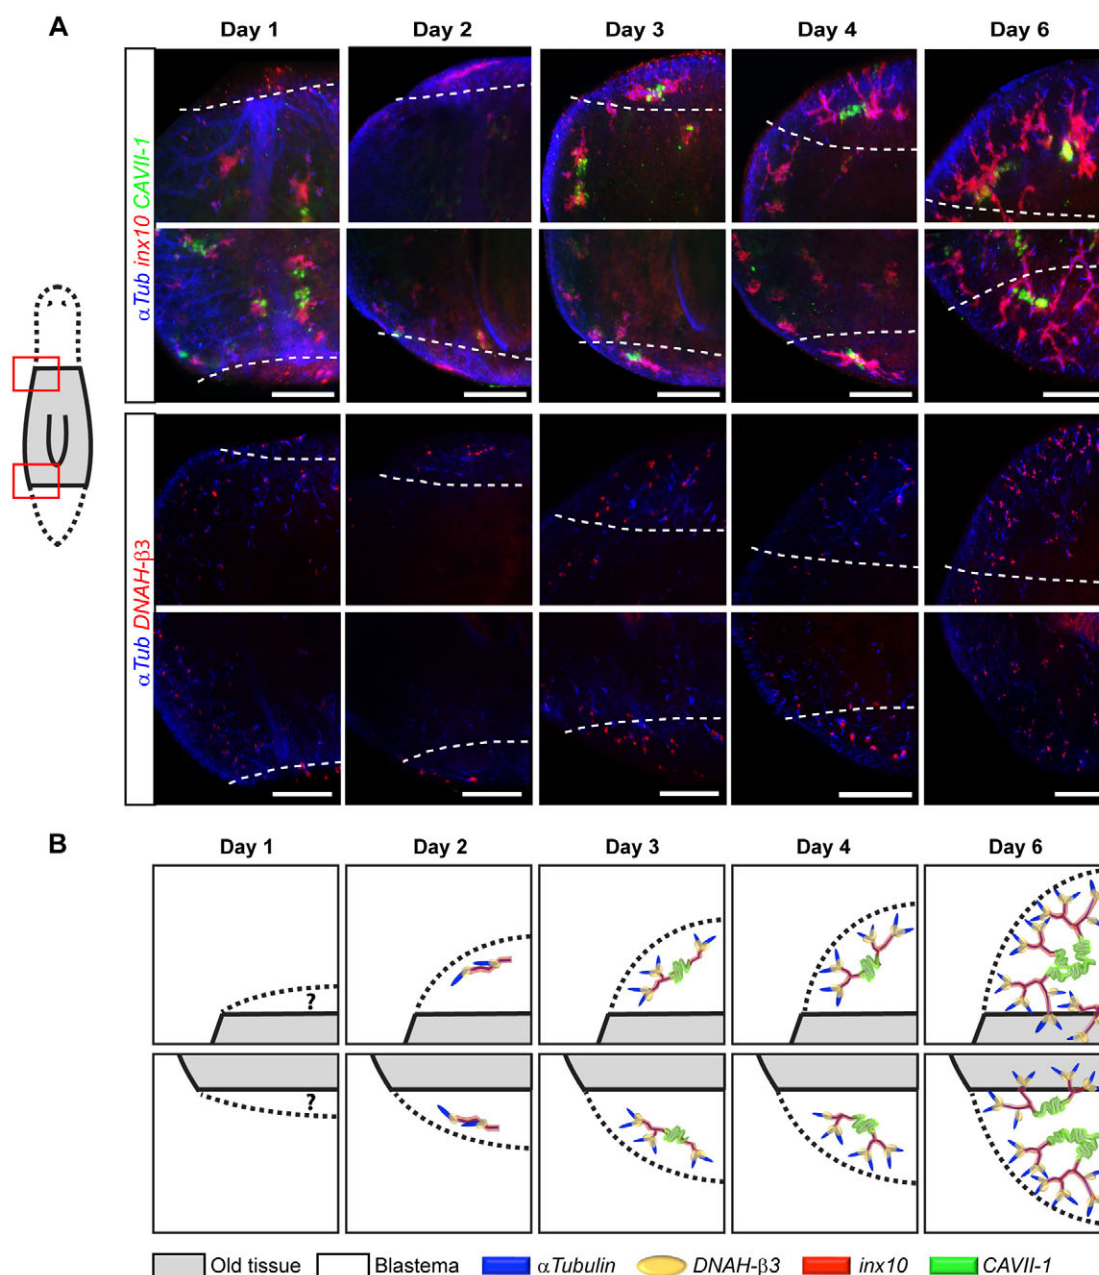 A
Day 1 Day 2 Day 3 Day 4 Day 6
αTub inx10 CAVII-1
αTub DNAH-β3
B
Day 1 Day 2 Day 3 Day 4 Day 6
?
?
Old tissue Blastema αTubulin DNAH-β3 inx10 CAVII-1